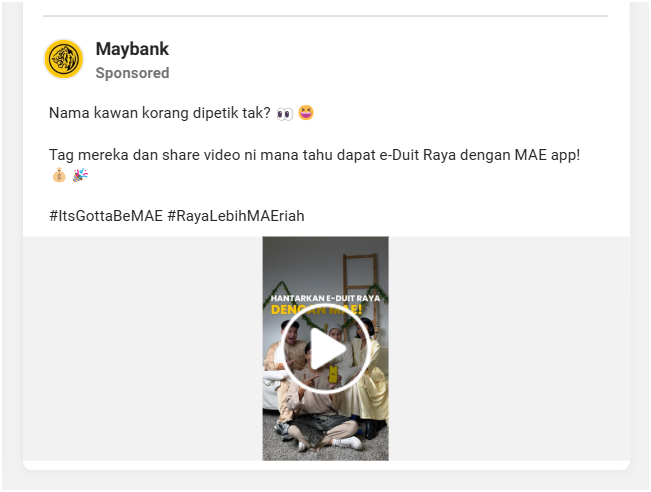 Maybank
Sponsored
Nama kawan korang dipetik tak? 👀 😆
Tag mereka dan share video ni mana tahu dapat e-Duit Raya dengan MAE app!
💰 🎉
#ItsGottaBeMAE #RayaLebihMAEriah
HANTARKAN E-DUIT RAYA
DENGAN MAE!